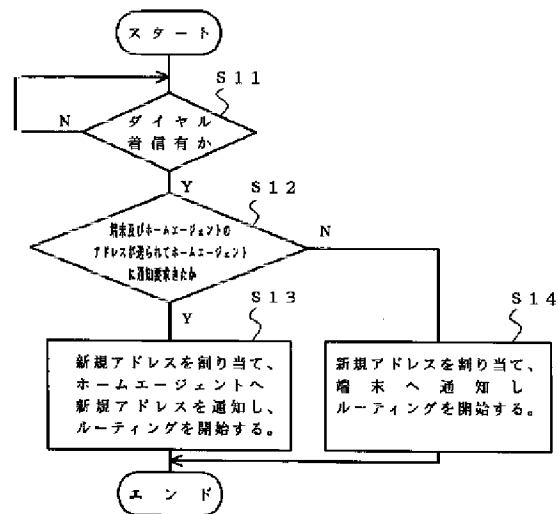 スタート
S11
ダイヤル
着信有か
N
Y
S12
端末及びホームエージェントの
アドレスが送られてホームエージェント
に通知要求きたか
N
Y
S13
新規アドレスを割り当て、
ホームエージェントへ
新規アドレスを通知し、
ルーティングを開始する。
S14
新規アドレスを割り当て、
端末へ通知し
ルーティングを開始する。
エンド